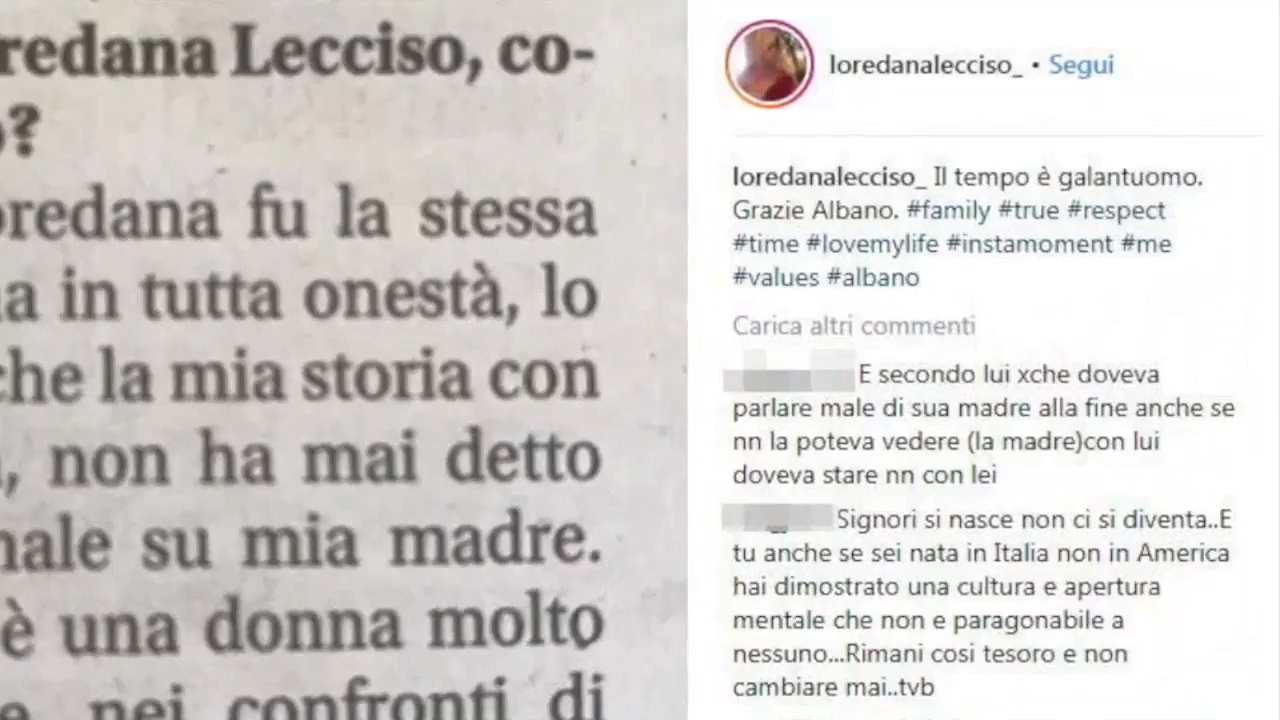 redana Lecciso, co-
?
redana fu la stessa
a in tutta onestà, lo
che la mia storia con
, non ha mai detto
male su mia madre.
è una donna molto
e nei confronti di
loredanalecciso_ • Segui
loredanalecciso_ Il tempo è galantuomo.
Grazie Albano. #family #true #respect
#time #lovemylife #instamoment #me
#values #albano
Carica altri commenti
E secondo lui xche doveva
parlare male di sua madre alla fine anche se
nn la poteva vedere (la madre)con lui
doveva stare nn con lei
Signori si nasce non ci si diventa..E
tu anche se sei nata in Italia non in America
hai dimostrato una cultura e apertura
mentale che non e paragonabile a
nessuno...Rimani cosi tesoro e non
cambiare mai..tvb